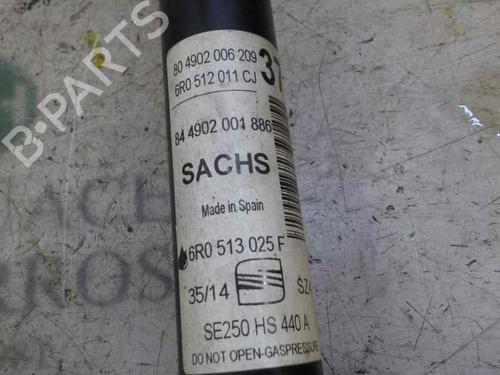 80 4902 006 209
6R0 512 011 CJ
84 4902 001 886
SACHS
Made in Spain
6R0 513 025 F
35/14
SE250 HS 440 A
DO NOT OPEN-GASPRESSURE
B-PARTS